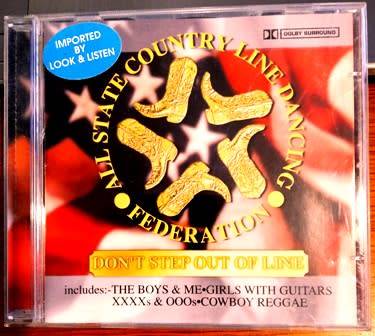 IMPORTED
BY
LOOK & LISTEN
DOLBY SURROUND
ALL STATE COUNTRY LINE DANCING
FEDERATION
DON'T STEP OUT OF LINE
includes:-THE BOYS & ME•GIRLS WITH GUITARS
XXXXs & OOOs•COWBOY REGGAE